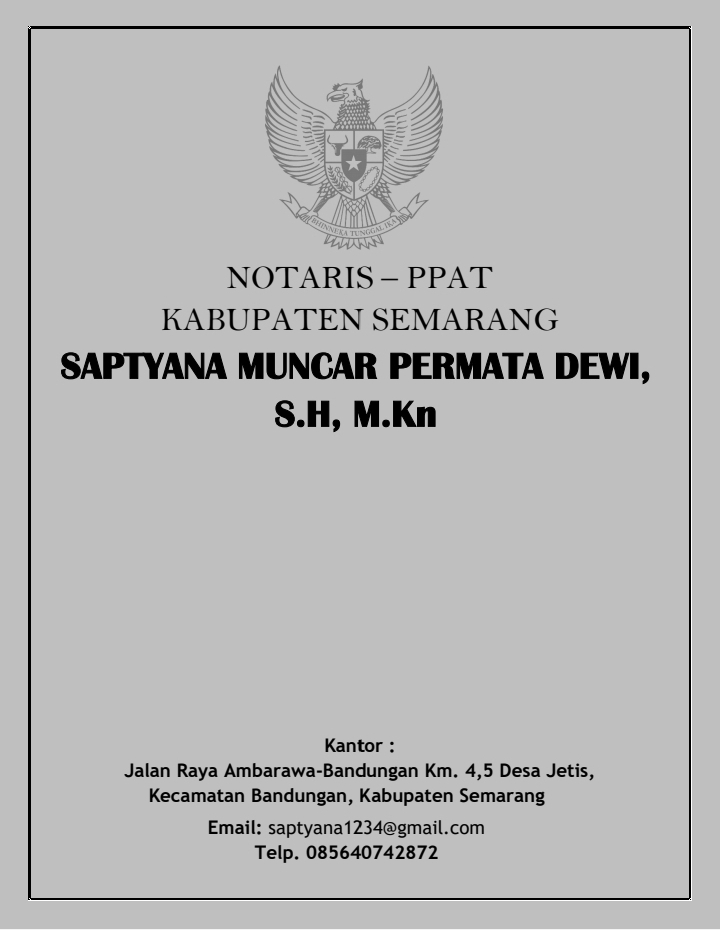 BHINNEKA TUNGGAL IKA
NOTARIS – PPAT
KABUPATEN SEMARANG
SAPTYANA MUNCAR PERMATA DEWI,
S.H, M.Kn
Kantor :
Jalan Raya Ambarawa-Bandungan Km. 4,5 Desa Jetis,
Kecamatan Bandungan, Kabupaten Semarang
Email: saptyana1234@gmail.com
Telp. 085640742872